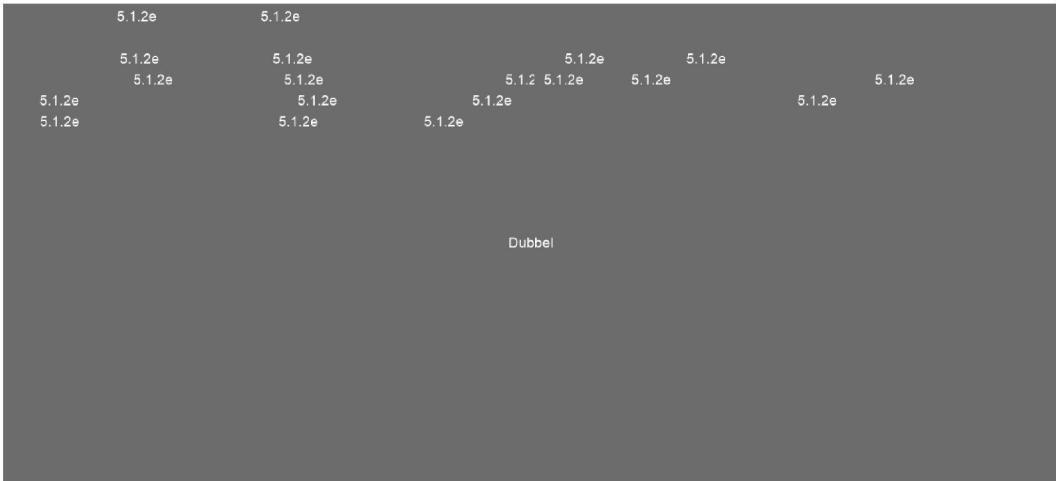 5.1.2e 5.1.2e
5.1.2e 5.1.2e 5.1.2e 5.1.2e
5.1.2e 5.1.2e 5.1.2 5.1.2e 5.1.2e 5.1.2e
5.1.2e 5.1.2e 5.1.2e 5.1.2e
5.1.2e 5.1.2e 5.1.2e
Dubbel